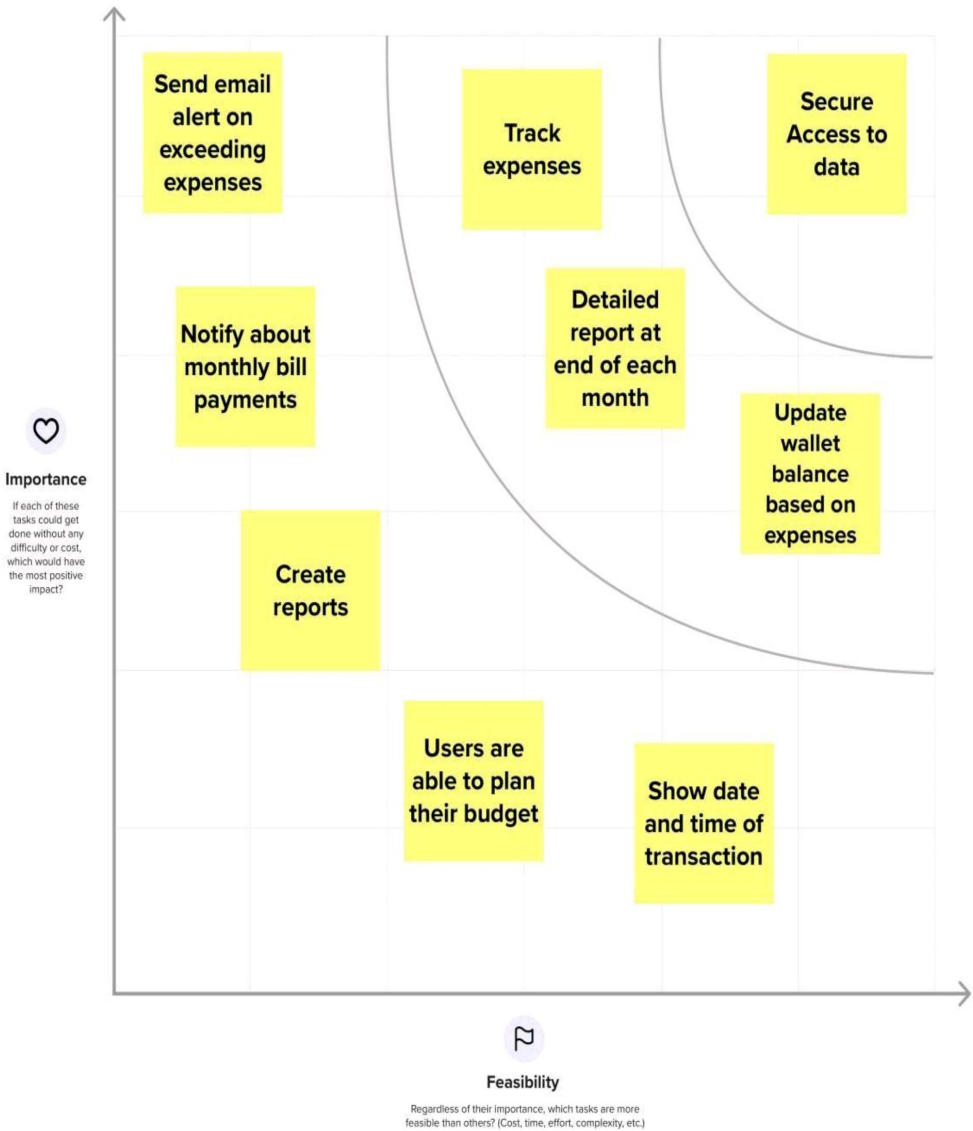 Send email
alert on
exceeding
expenses
Track
expenses
Secure
Access to
data
Notify about
monthly bill
payments
Detailed
report at
end of each
month
Update
wallet
balance
based on
expenses
Importance
If each of these
tasks could get
done without any
difficulty or cost,
which would have
the most positive
impact?
Create
reports
Users are
able to plan
their budget
Show date
and time of
transaction
Feasibility
Regardless of their importance, which tasks are more
feasible than others? (Cost, time, effort, complexity, etc.)